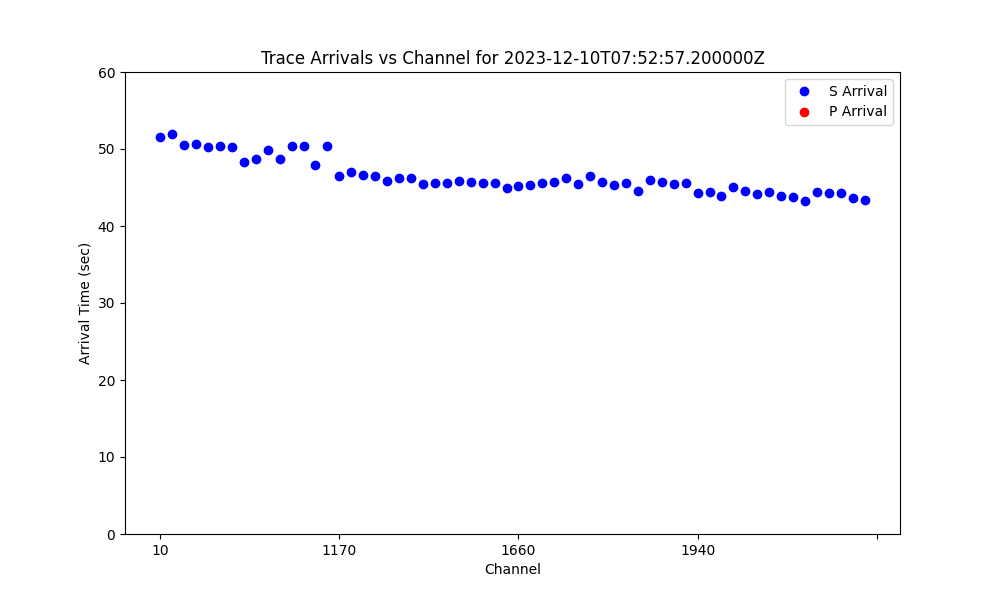 Trace Arrivals vs Channel for 2023-12-10T07:52:57.200000Z
S Arrival
P Arrival
60
50
40
30
20
10
0
Arrival Time (sec)
10 1170 1660 1940
Channel